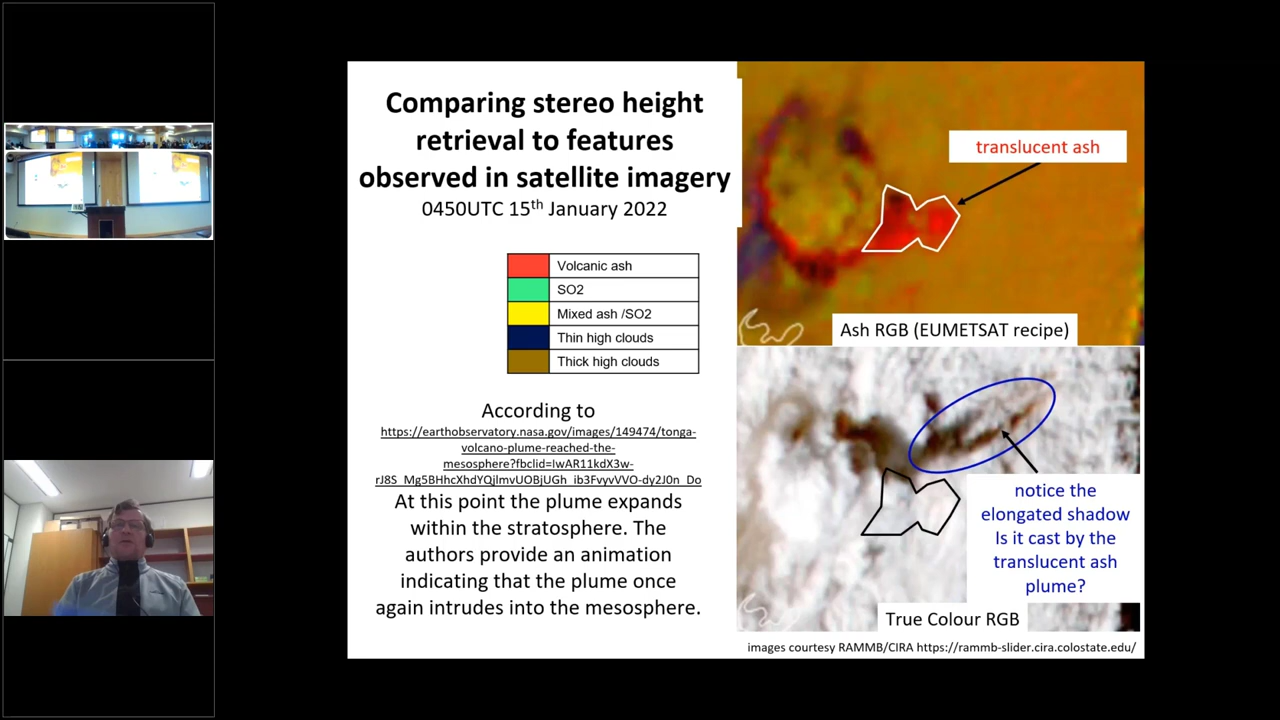 Comparing stereo height
retrieval to features
observed in satellite imagery
0450UTC 15th January 2022
Volcanic ash
SO2
Mixed ash /SO2
Thin high clouds
Thick high clouds
According to
https://earthobservatory.nasa.gov/images/149474/tonga-
volcano-plume-reached-the-
mesosphere?fbclid=IwAR11kdX3w-
rJ8S_Mg5BHhcXhdYQjlmvUOBjUGh_ib3FvyvVVO-dy2J0n_Do
At this point the plume expands
within the stratosphere. The
authors provide an animation
indicating that the plume once
again intrudes into the mesosphere.
translucent ash
Ash RGB (EUMETSAT recipe)
notice the
elongated shadow
Is it cast by the
translucent ash
plume?
True Colour RGB
images courtesy RAMMB/CIRA https://rammb-slider.cira.colostate.edu/